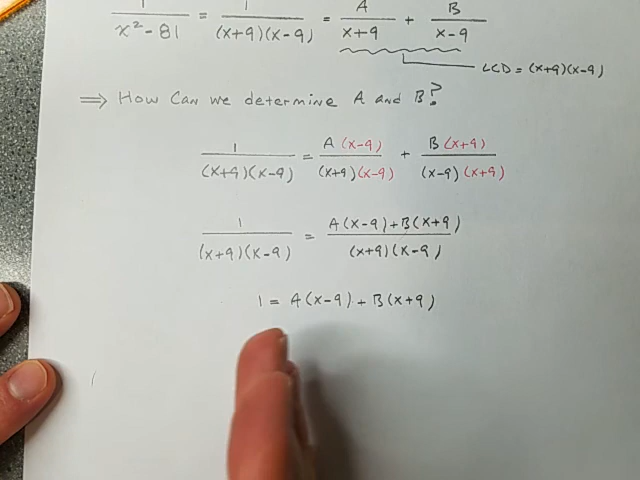 1/(x² - 81) = 1/((x+9)(x-9)) = A/(x+9) + B/(x-9)
LCD = (x+9)(x-9)
⇒ How Can we determine A and B?
1/((x+9)(x-9)) = A(x-9)/((x+9)(x-9)) + B(x+9)/((x-9)(x+9))
1/((x+9)(x-9)) = (A(x-9)+B(x+9))/((x+9)(x-9))
1 = A(x-9) + B(x+9)